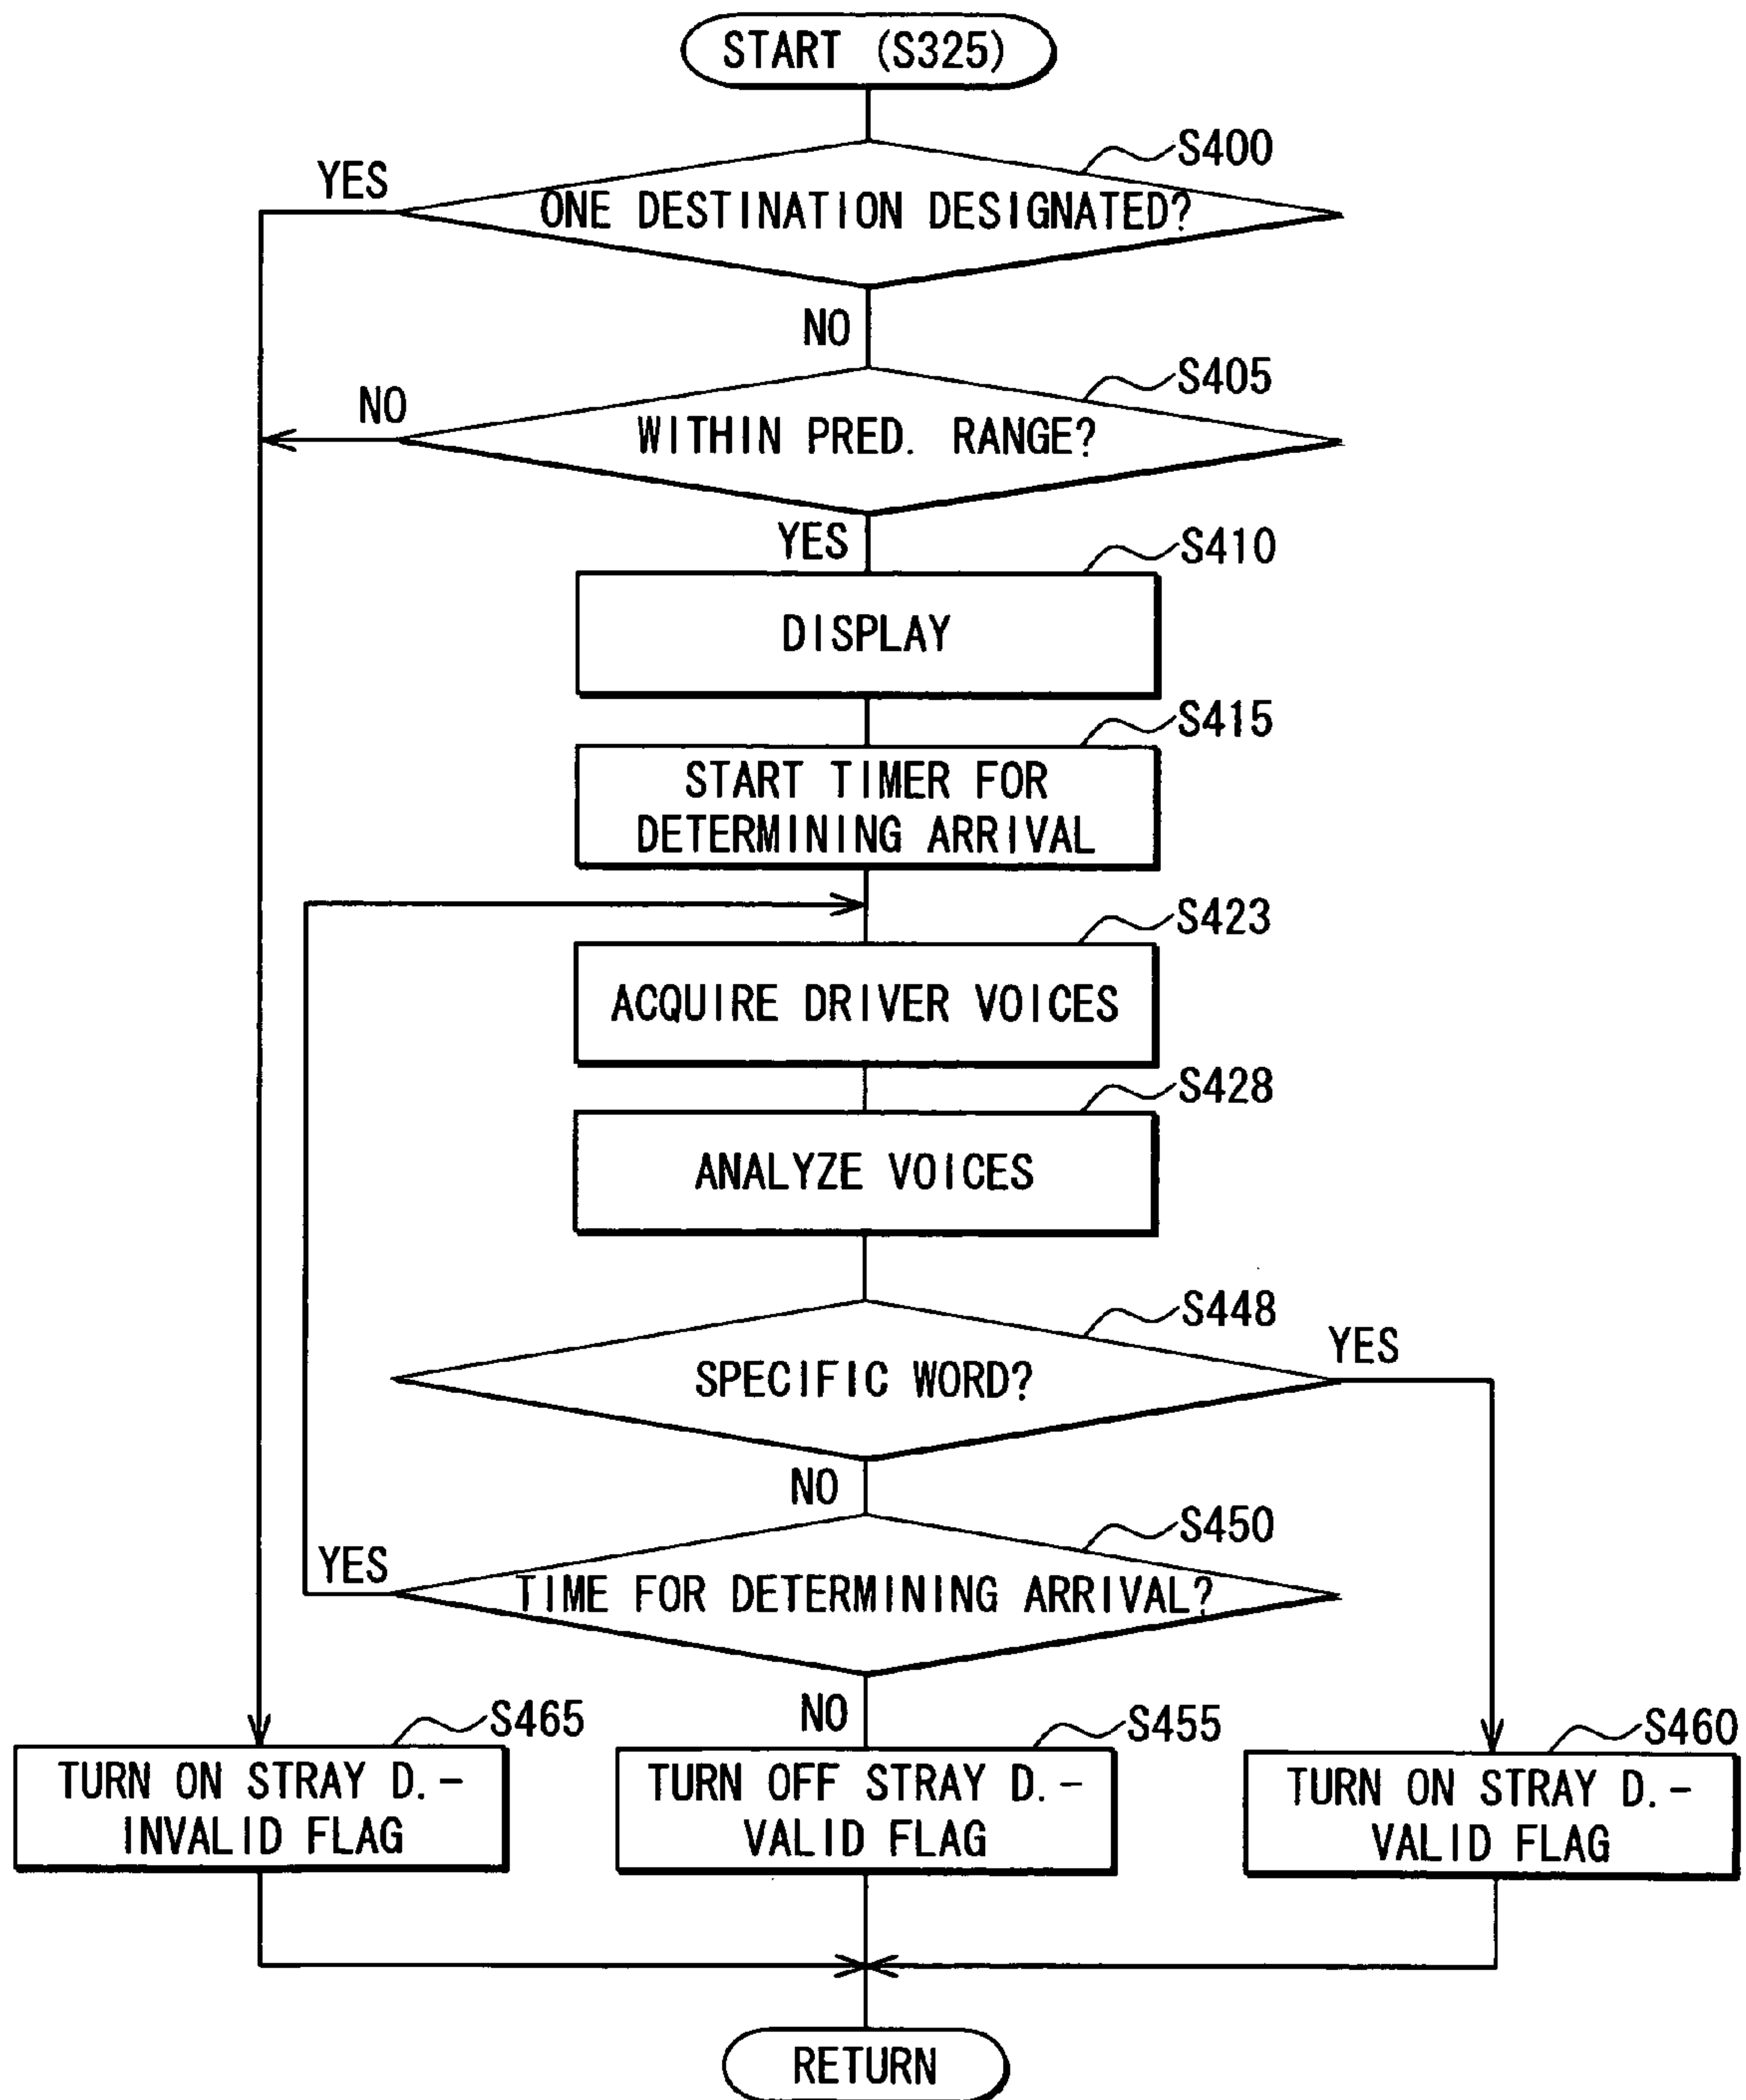 START (S325)
S400
YES
ONE DESTINATION DESIGNATED?
NO
S405
NO
WITHIN PRED. RANGE?
YES
S410
DISPLAY
S415
START TIMER FOR
DETERMINING ARRIVAL
S423
ACQUIRE DRIVER VOICES
S428
ANALYZE VOICES
S448
YES
SPECIFIC WORD?
NO
S450
YES
TIME FOR DETERMINING ARRIVAL?
NO
S465
TURN ON STRAY D.-
INVALID FLAG
S455
TURN OFF STRAY D.-
VALID FLAG
S460
TURN ON STRAY D.-
VALID FLAG
RETURN